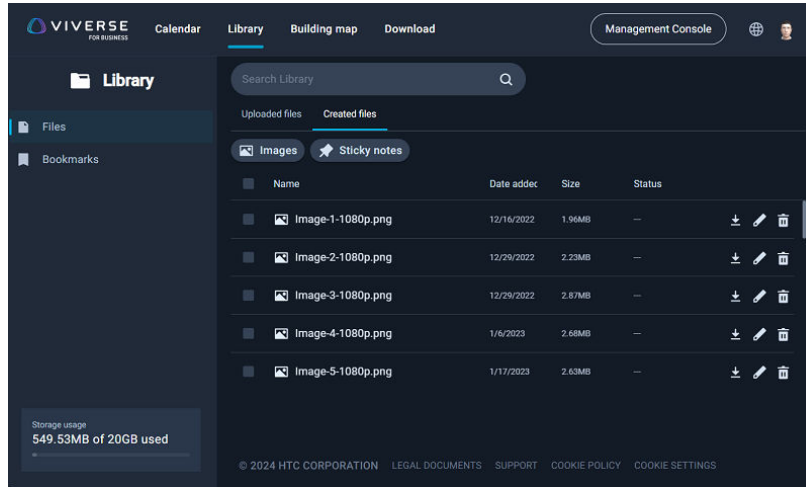 VIVERSE
FOR BUSINESS
Calendar
Library
Building map
Download
Management Console
Library
Files
Bookmarks
Storage usage
549.53MB of 20GB used
Search Library
Uploaded files
Created files
Images
Sticky notes
Name Date addec Size Status
Image-1-1080p.png 12/16/2022 1.96MB --
Image-2-1080p.png 12/29/2022 2.23MB --
Image-3-1080p.png 12/29/2022 2.87MB --
Image-4-1080p.png 1/6/2023 2.68MB --
Image-5-1080p.png 1/17/2023 2.63MB --
© 2024 HTC CORPORATION LEGAL DOCUMENTS SUPPORT COOKIE POLICY COOKIE SETTINGS